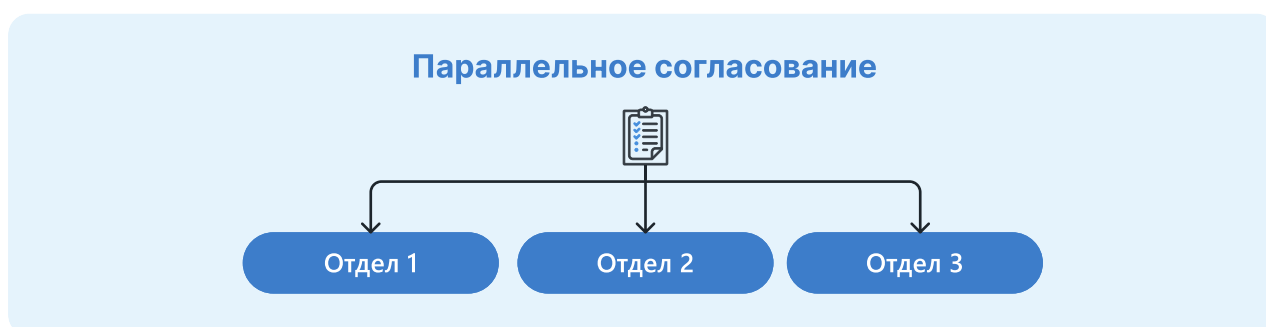 Параллельное согласование
Отдел 1
Отдел 2
Отдел 3